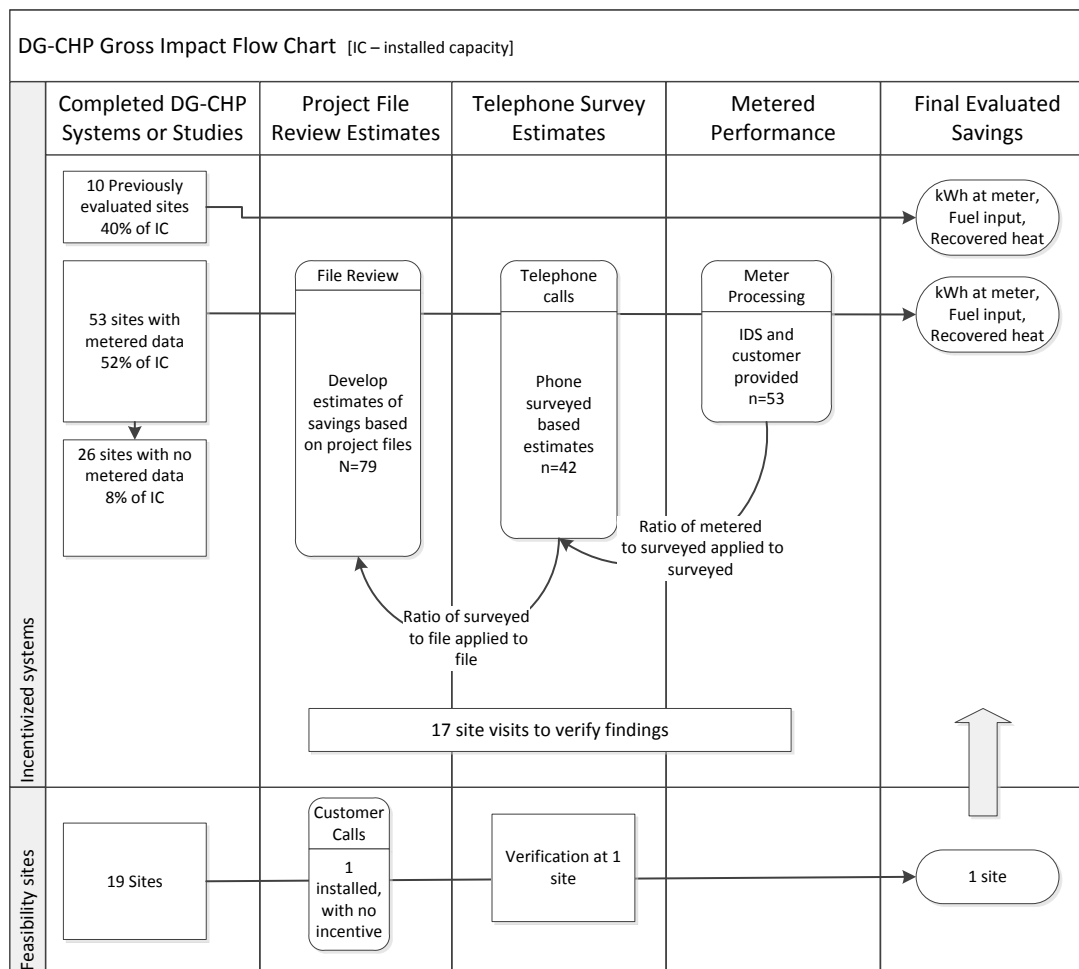 DG-CHP Gross Impact Flow Chart [IC – installed capacity]
Completed DG-CHP
Systems or Studies
Project File
Review Estimates
Telephone Survey
Estimates
Metered
Performance
Final Evaluated
Savings
Incentivized systems
10 Previously
evaluated sites
40% of IC
kWh at meter,
Fuel input,
Recovered heat
53 sites with
metered data
52% of IC
File Review
Develop
estimates of
savings based
on project files
N=79
Telephone
calls
Phone
surveyed
based
estimates
n=42
Meter
Processing
IDS and
customer
provided
n=53
kWh at meter,
Fuel input,
Recovered heat
26 sites with no
metered data
8% of IC
Ratio of metered
to surveyed applied to
surveyed
Ratio of surveyed
to file applied to
file
17 site visits to verify findings
Feasibility sites
19 Sites
Customer
Calls
1
installed,
with no
incentive
Verification at 1
site
1 site